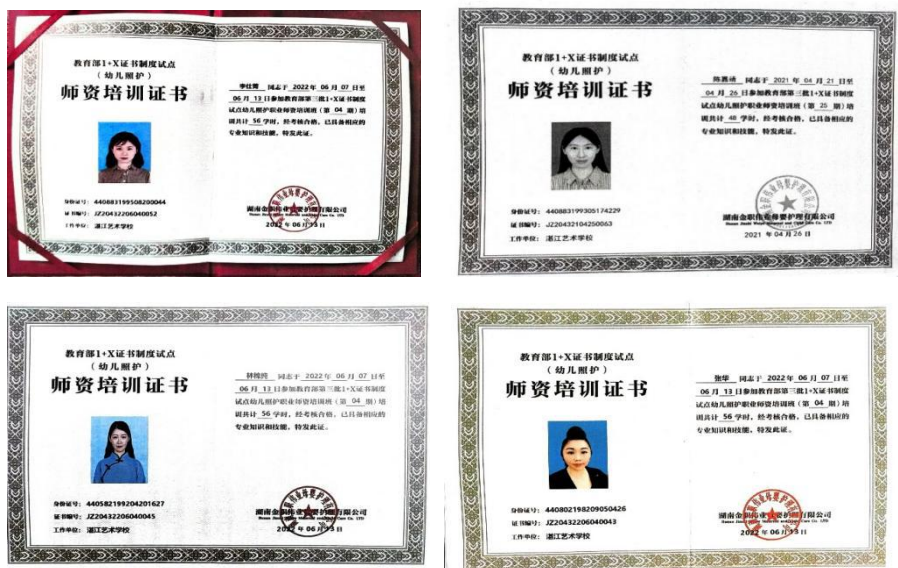 教育部1+X证书制度试点
(幼儿照护)
师资培训证书
身份证号: 440883199508200044
证书编号: JZ20432206040052
工作单位: 湛江艺术学校
同志于 2022 年 06 月 07 日至
06 月 13 日参加教育部第三批1+X证书制度
试点幼儿照护职业师资培训班(第 04 期)培
训共计 56 学时,经考核合格,已具备相应的
专业知识和技能,特发此证。
湖南金职伟业母婴护理有限公司
2022 年 06 月 13 日
教育部1+X证书制度试点
(幼儿照护)
师资培训证书
身份证号: 440883199305174229
证书编号: JZ20432104250063
工作单位: 湛江艺术学校
同志于 2021 年 04 月 21 日至
04 月 26 日参加教育部第三批1+X证书制度
试点幼儿照护职业师资培训班(第 25 期)培
训共计 48 学时,经考核合格,已具备相应的
专业知识和技能,特发此证。
湖南金职伟业母婴护理有限公司
2021 年 04 月 26 日
教育部1+X证书制度试点
(幼儿照护)
师资培训证书
身份证号: 440582199204201627
证书编号: JZ20432206040045
工作单位: 湛江艺术学校
同志于 2022 年 06 月 07 日至
06 月 13 日参加教育部第三批1+X证书制度
试点幼儿照护职业师资培训班(第 04 期)培
训共计 56 学时,经考核合格,已具备相应的
专业知识和技能,特发此证。
湖南金职伟业母婴护理有限公司
2022 年 06 月 13 日
教育部1+X证书制度试点
(幼儿照护)
师资培训证书
身份证号: 440802198209050426
证书编号: JZ20432206040043
工作单位: 湛江艺术学校
张华 同志于 2022 年 06 月 07 日至
06 月 13 日参加教育部第三批1+X证书制度
试点幼儿照护职业师资培训班(第 04 期)培
训共计 56 学时,经考核合格,已具备相应的
专业知识和技能,特发此证。
湖南金职伟业母婴护理有限公司
2022 年 06 月 13 日